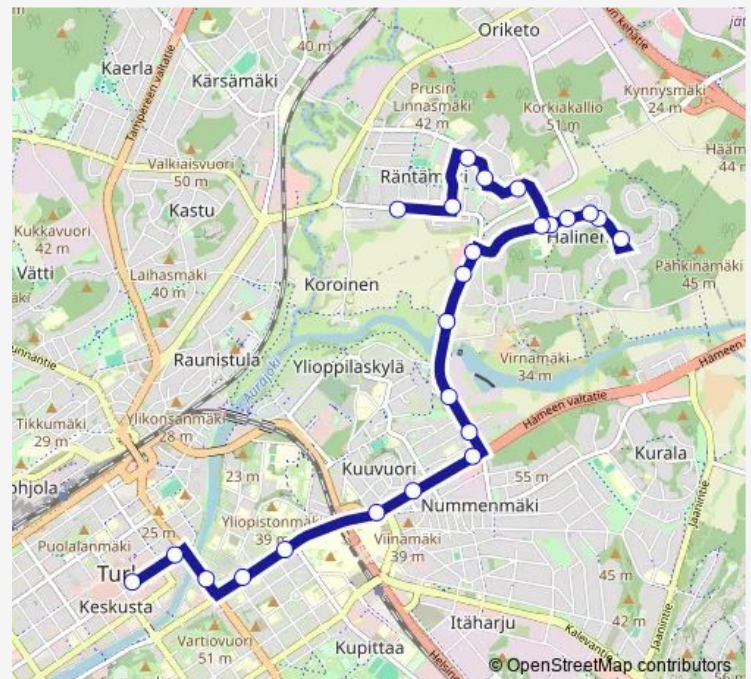 Oriketo
40 m
Kaerla
Kärsämäki
Prusin
Linnasmäki
42 m
Korkiakallio
51 m
Kynnysmäki
24 m
Tampereen valtatie
Valkiaisvuori
50 m
Räntämäki
Kastu
Kukkavuori
42 m
Halinen
Vätti
Laihasmäki
40 m
Koroinen
Pähkinämäki
45 m
Raunistula
Aurajoki
Ylioppilaskylä
Virnamäki
34 m
Hämeen valtatie
Tikkumäki
29 m
Ylikonsanmäki
28 m
Kurala
23 m
Kuuvuori
55 m
Jaanintie
Nummenmäki
25 m
Yliopistonmäki
39 m
Viinamäki
39 m
Puolalanmäki
45 m
Keskusta
42 m
Jaanintie
Itäharju
Vartiovuori
51 m
Kupittaa
Kalevantie
© OpenStreetMap contributors